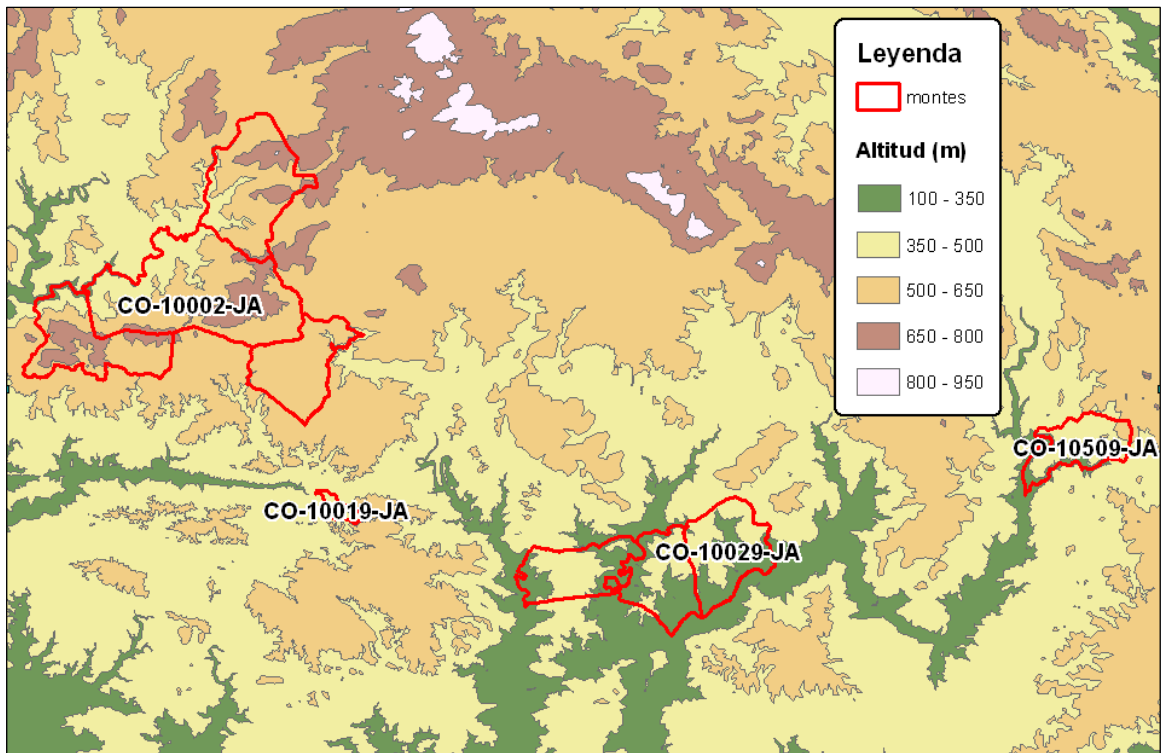 Leyenda
montes
Altitud (m)
100 - 350
350 - 500
500 - 650
650 - 800
800 - 950
CO-10002-JA
CO-10509-JA
CO-10019-JA
CO-10029-JA